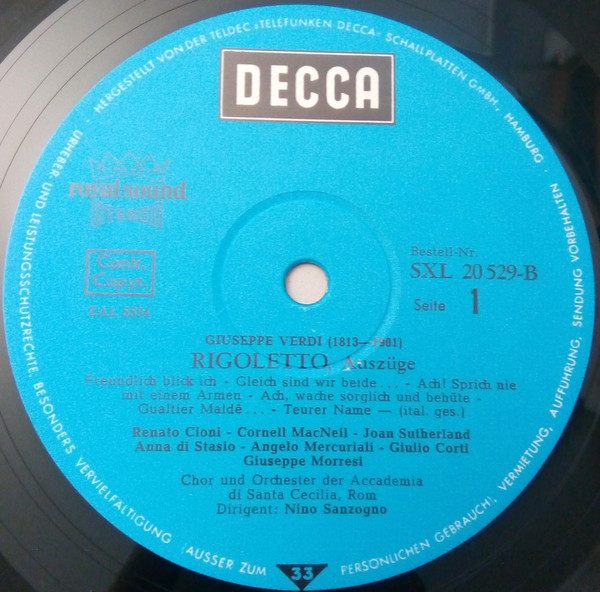 DECCA
HERGESTELLT VON DER TELDEC »TELEFUNKEN DECCA« SCHALLPLATTEN GMBH., HAMBURG ·
URHEBER- UND LEISTUNGSSCHUTZRECHTE, BESONDERS VERVIELFÄLTIGUNG (AUSSER ZUM PERSÖNLICHEN GEBRAUCH), VERMIETUNG, AUFFÜHRUNG, SENDUNG VORBEHALTEN
royal sound
STEREO
Cont.
Copyr.
Bestell-Nr.
SXL 20 529-B
Seite 1
GIUSEPPE VERDI (1813—1901)
RIGOLETTO, Auszüge
Freundlich blick ich - Gleich sind wir beide... - Ach! Sprich nie
mit einem Armen - Ach, wache sorglich und behüte -
Gualtier Maldé... - Teurer Name — (ital. ges.)
Renato Cioni - Cornell MacNeil - Joan Sutherland
Anna di Stasio - Angelo Mercuriali - Giulio Corti
Giuseppe Morresi
Chor und Orchester der Accademia
di Santa Cecilia, Rom
Dirigent: Nino Sanzogno
33